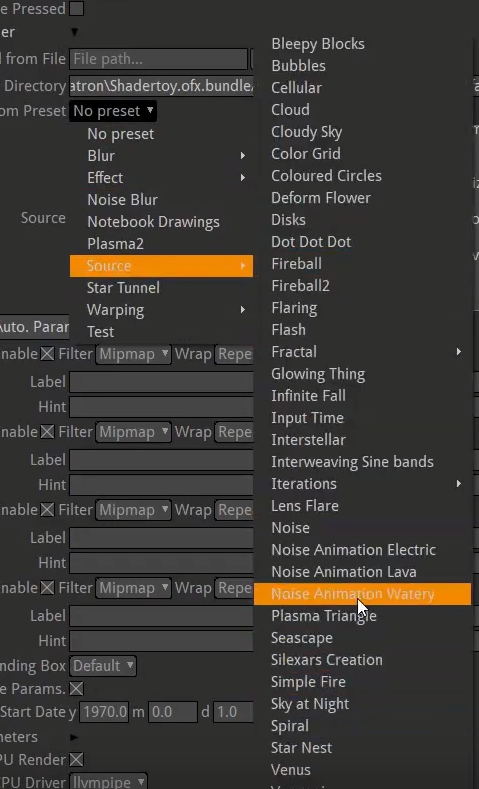 e Pressed
er
d from File File path...
Directory atron\Shadertoy.ofx.bundle/
om Preset No preset
No preset
Blur
Effect
Noise Blur
Notebook Drawings
Plasma2
Source
Source
Star Tunnel
Warping
Test
Bleepy Blocks
Bubbles
Cellular
Cloud
Cloudy Sky
Color Grid
Coloured Circles
Deform Flower
Disks
Dot Dot Dot
Fireball
Fireball2
Flaring
Flash
Fractal
Glowing Thing
Infinite Fall
Input Time
Interstellar
Interweaving Sine bands
Iterations
Lens Flare
Noise
Noise Animation Electric
Noise Animation Lava
Noise Animation Watery
Plasma Triangle
Seascape
Silexars Creation
Simple Fire
Sky at Night
Spiral
Star Nest
Venus
Auto. Parar
nable Filter Mipmap Wrap Repe
Label
Hint
nable Filter Mipmap Wrap Repe
Label
Hint
nable Filter Mipmap Wrap Repe
Label
Hint
nable Filter Mipmap Wrap Repe
Label
Hint
nding Box Default
e Params.
Start Date y 1970.0 m 0.0 d 1.0
meters
PU Render
CPU Driver llvmpipe